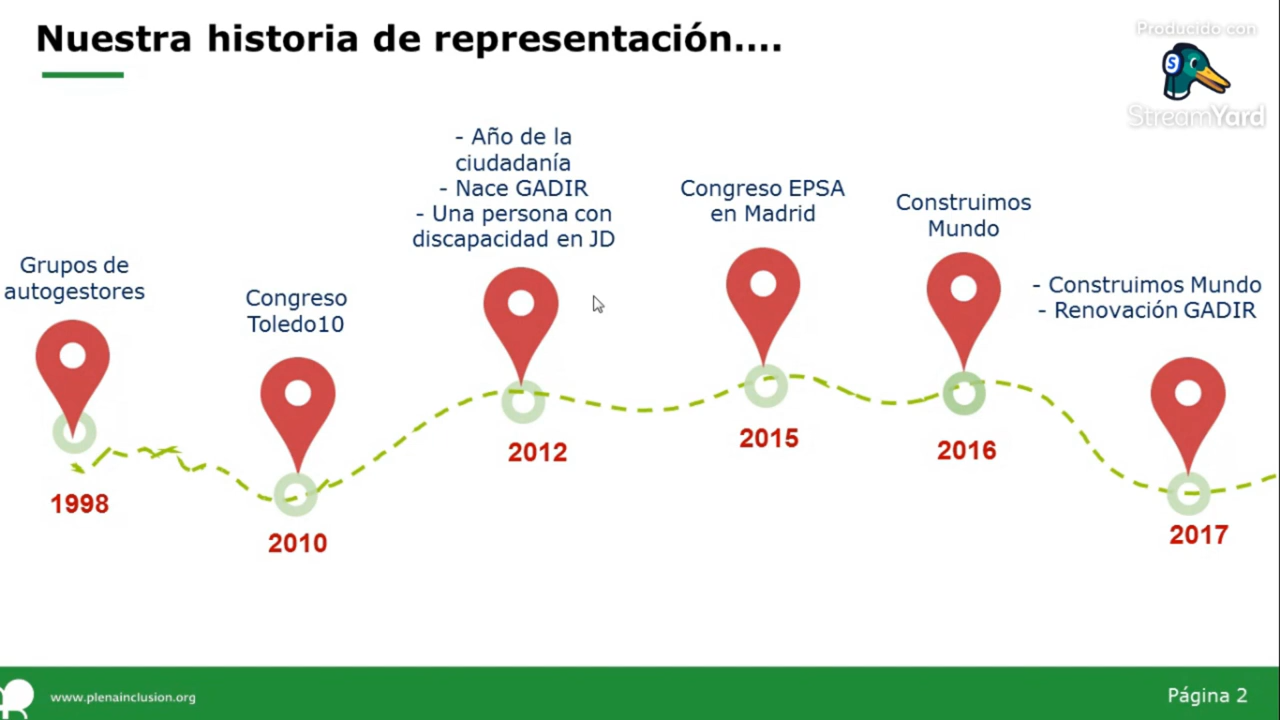 Nuestra historia de representación....
Producido con
StreamYard
S
- Año de la
ciudadanía
- Nace GADIR
- Una persona con
discapacidad en JD
Congreso EPSA
en Madrid
Construimos
Mundo
Grupos de
autogestores
Congreso
Toledo10
- Construimos Mundo
- Renovación GADIR
1998
2010
2012
2015
2016
2017
www.plenainclusion.org
Página 2